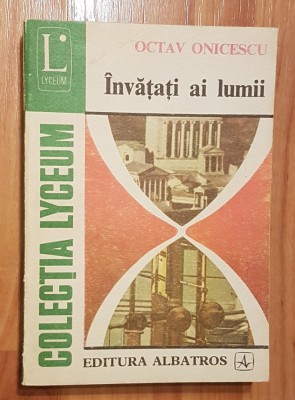 L
LYCEUM
OCTAV ONICESCU
Învățați ai lumii
COLECȚIA LYCEUM
EDITURA ALBATROS